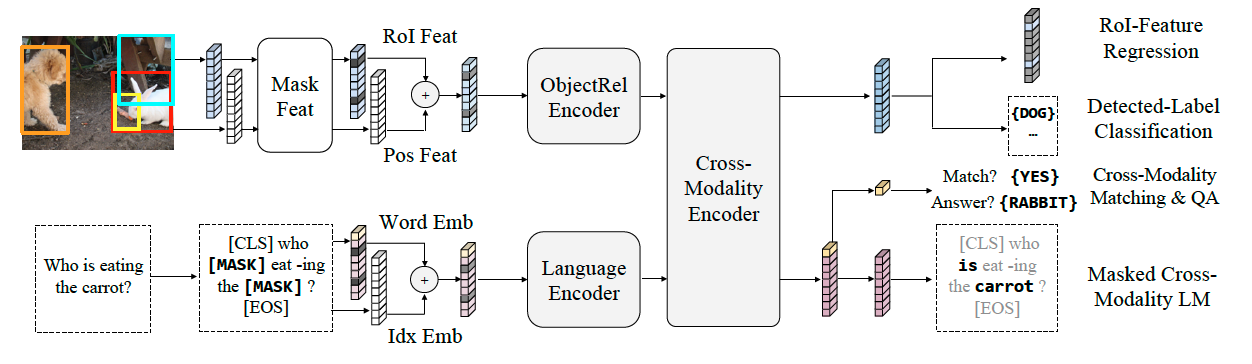 RoI Feat
Mask
Feat
Pos Feat
ObjectRel
Encoder
Cross-
Modality
Encoder
RoI-Feature
Regression
{DOG}
…
Detected-Label
Classification
Match? {YES}
Answer? {RABBIT}
Cross-Modality
Matching & QA
Who is eating
the carrot?
[CLS] who
[MASK] eat -ing
the [MASK] ?
[EOS]
Word Emb
Idx Emb
+
+
Language
Encoder
[CLS] who
is eat -ing
the carrot ?
[EOS]
Masked Cross-
Modality LM